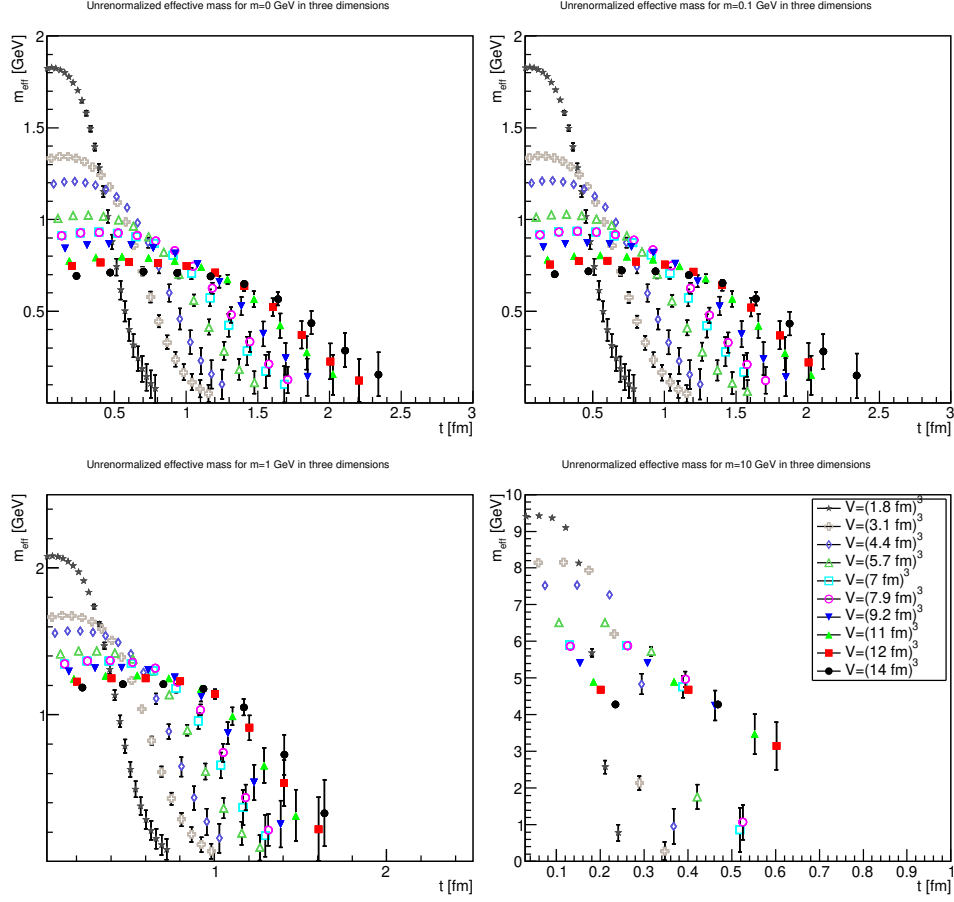 Unrenormalized effective mass for m=0 GeV in three dimensions
m_eff [GeV]
2
1.5
1
0.5
0.5
1
1.5
2
2.5
3
t [fm]
Unrenormalized effective mass for m=0.1 GeV in three dimensions
m_eff [GeV]
2
1.5
1
0.5
0.5
1
1.5
2
2.5
3
t [fm]
Unrenormalized effective mass for m=1 GeV in three dimensions
m_eff [GeV]
2
1
1
2
t [fm]
Unrenormalized effective mass for m=10 GeV in three dimensions
m_eff [GeV]
10
9
8
7
6
5
4
3
2
1
0
0.1
0.2
0.3
0.4
0.5
0.6
0.7
0.8
0.9
1
t [fm]
V=(1.8 fm)^3
V=(3.1 fm)^3
V=(4.4 fm)^3
V=(5.7 fm)^3
V=(7 fm)^3
V=(7.9 fm)^3
V=(9.2 fm)^3
V=(11 fm)^3
V=(12 fm)^3
V=(14 fm)^3